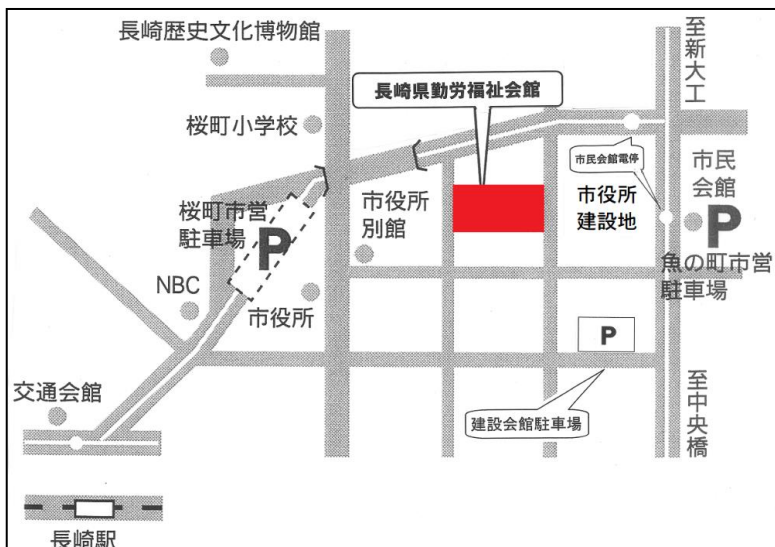 長崎歴史文化博物館
至新大工
長崎県勤労福祉会館
桜町小学校
市民会館電停
市民
会館
P
市役所
別館
市役所
建設地
桜町市営
駐車場
P
魚の町市営
駐車場
NBC
市役所
P
交通会館
建設会館駐車場
至中央橋
長崎駅